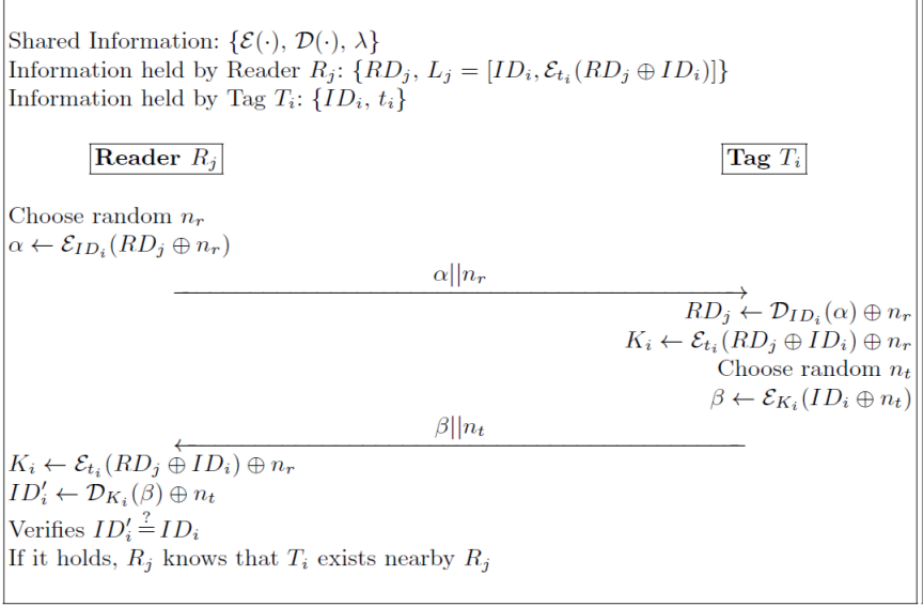 Shared Information: {ℰ(·), 𝒟(·), λ}
Information held by Reader R_j: {RD_j, L_j = [ID_i, ℰ_{t_i}(RD_j ⊕ ID_i)]}
Information held by Tag T_i: {ID_i, t_i}
Reader R_j
Tag T_i
Choose random n_r
α ← ℰ_{ID_i}(RD_j ⊕ n_r)
α||n_r
RD_j ← 𝒟_{ID_i}(α) ⊕ n_r
K_i ← ℰ_{t_i}(RD_j ⊕ ID_i) ⊕ n_r
Choose random n_t
β ← ℰ_{K_i}(ID_i ⊕ n_t)
β||n_t
K_i ← ℰ_{t_i}(RD_j ⊕ ID_i) ⊕ n_r
ID′_i ← 𝒟_{K_i}(β) ⊕ n_t
Verifies ID′_i ≟ ID_i
If it holds, R_j knows that T_i exists nearby R_j